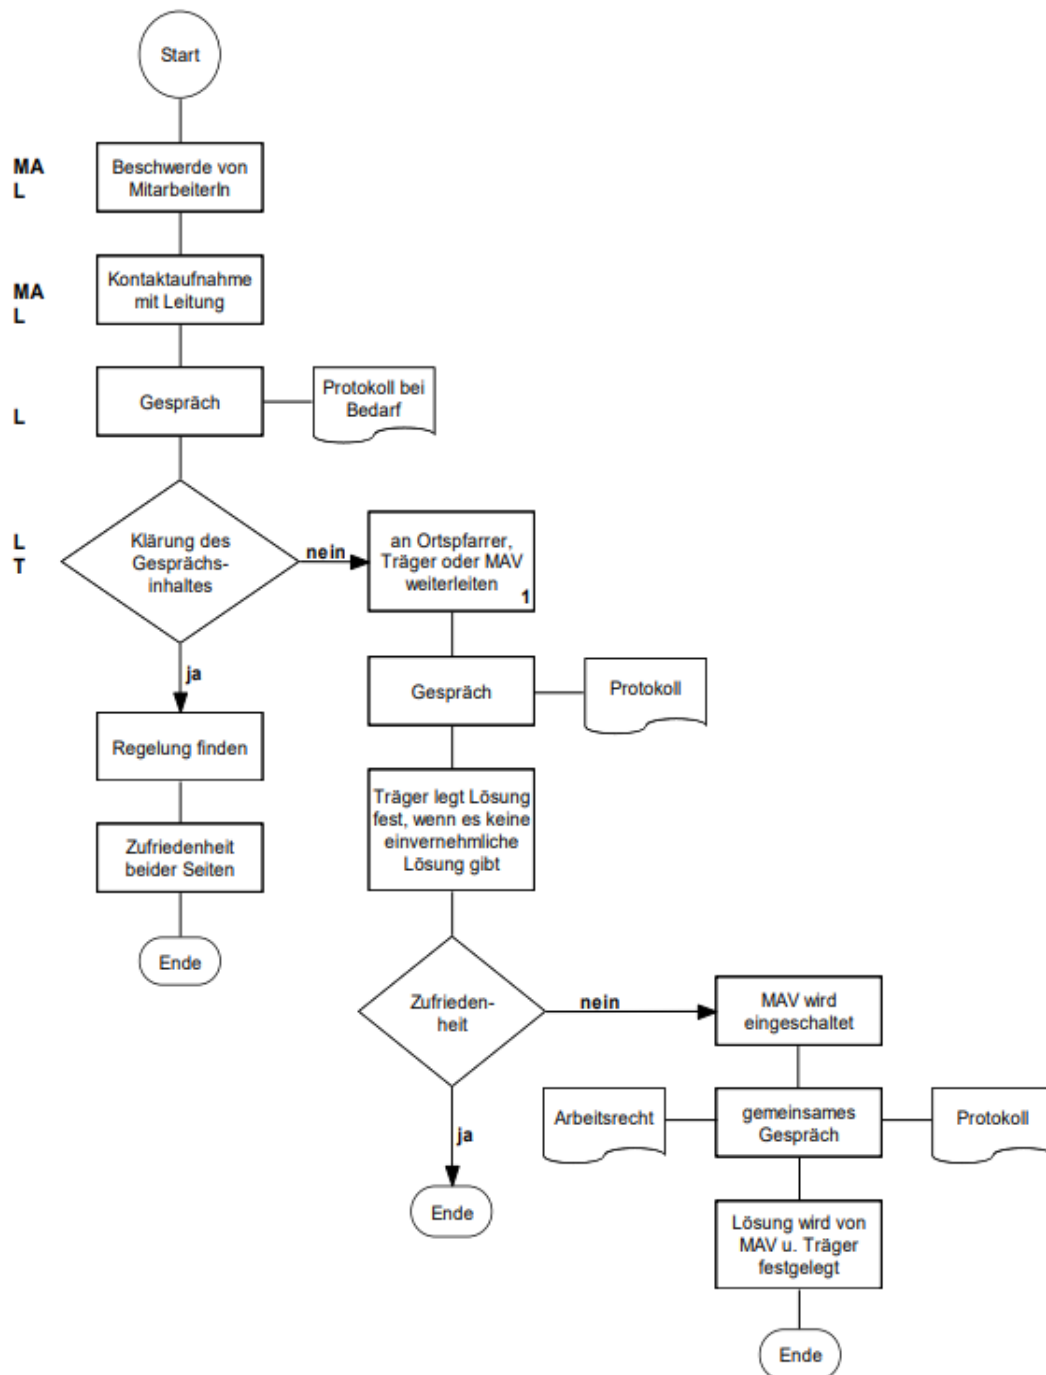 Start
MA
L
Beschwerde von
MitarbeiterIn
MA
L
Kontaktaufnahme
mit Leitung
L
Gespräch
Protokoll bei
Bedarf
L
T
Klärung des
Gesprächs-
inhaltes
nein
an Ortspfarrer,
Träger oder MAV
weiterleiten
1
ja
Gespräch
Protokoll
Regelung finden
Träger legt Lösung
fest, wenn es keine
einvernehmliche
Lösung gibt
Zufriedenheit
beider Seiten
Ende
Zufrieden-
heit
nein
MAV wird
eingeschaltet
ja
Arbeitsrecht
gemeinsames
Gespräch
Protokoll
Ende
Lösung wird von
MAV u. Träger
festgelegt
Ende